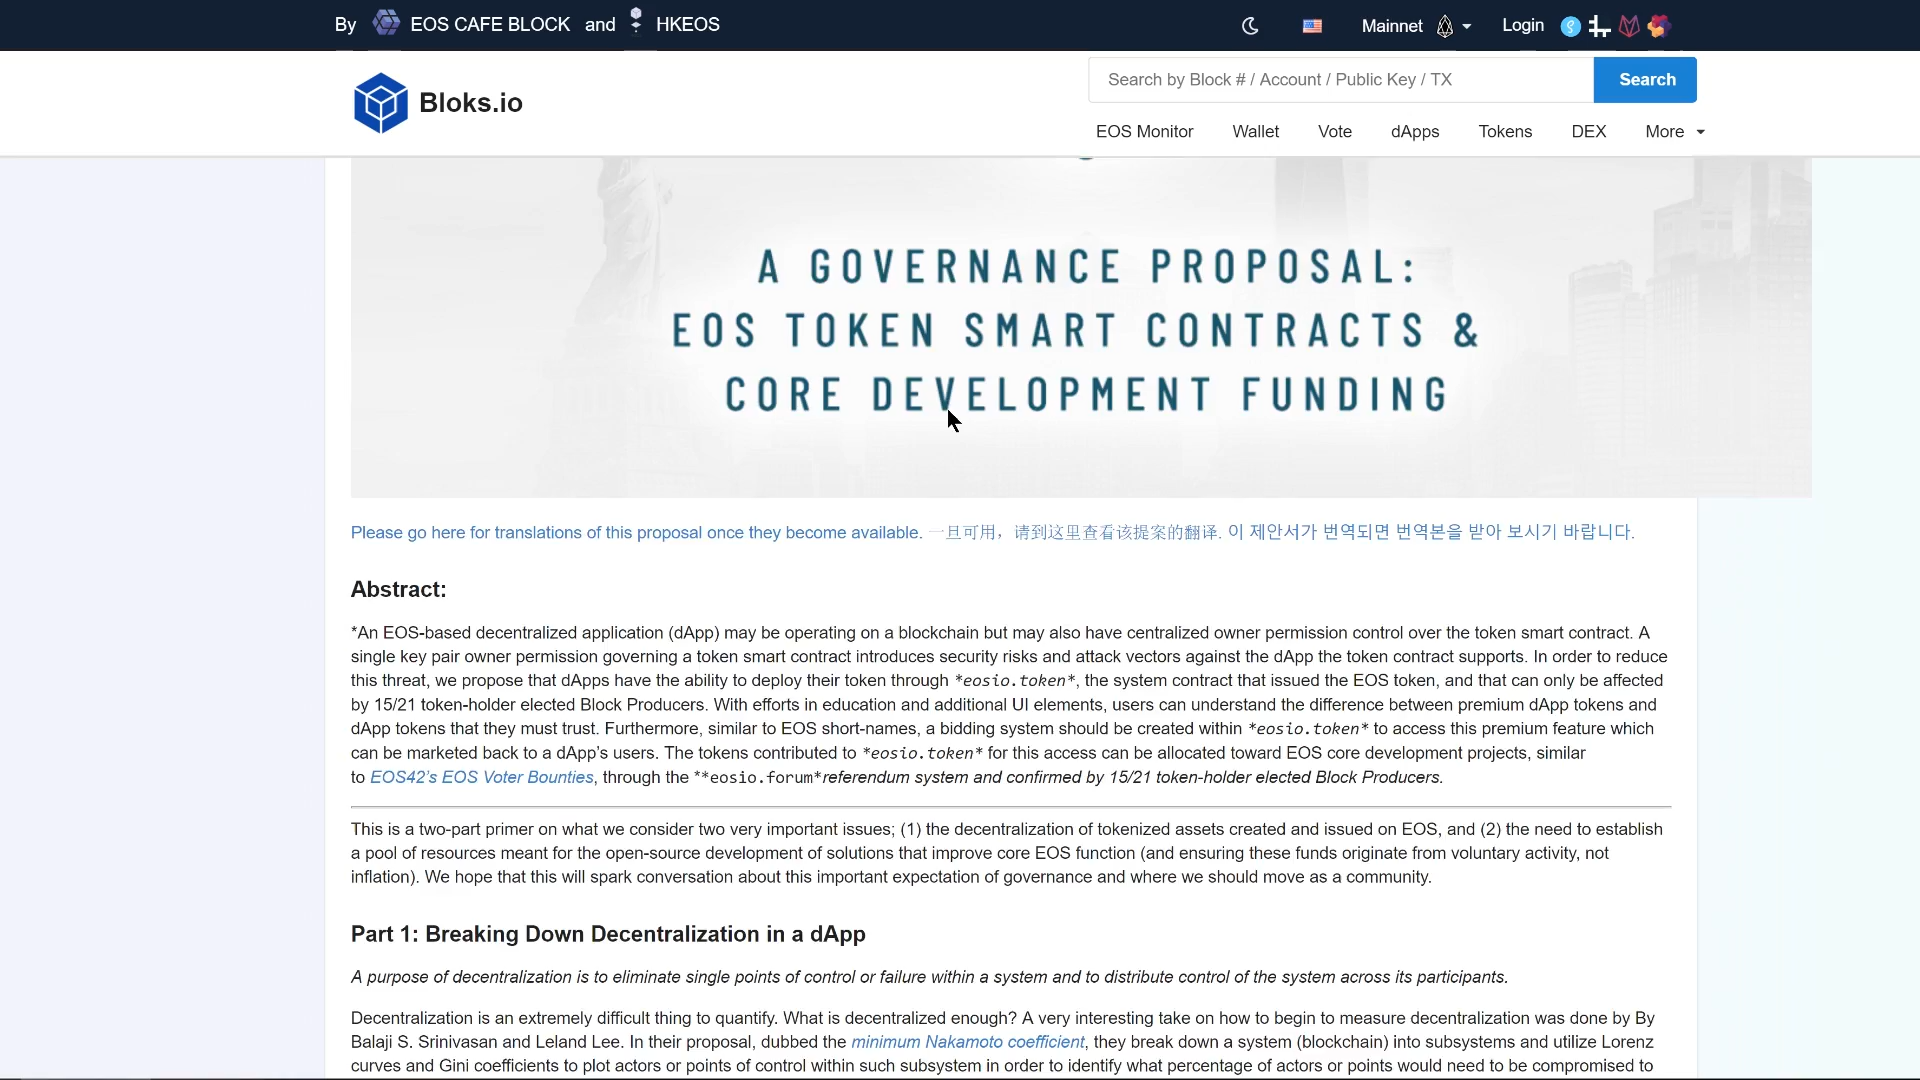 By EOS CAFE BLOCK and HKEOS
Mainnet Login
Bloks.io
Search by Block # / Account / Public Key / TX
Search
EOS Monitor Wallet Vote dApps Tokens DEX More
A GOVERNANCE PROPOSAL:
EOS TOKEN SMART CONTRACTS &
CORE DEVELOPMENT FUNDING
Please go here for translations of this proposal once they become available. 一旦可用，请到这里查看该提案的翻译. 이 제안서가 번역되면 번역본을 받아 보시기 바랍니다.
Abstract:
*An EOS-based decentralized application (dApp) may be operating on a blockchain but may also have centralized owner permission control over the token smart contract. A
single key pair owner permission governing a token smart contract introduces security risks and attack vectors against the dApp the token contract supports. In order to reduce
this threat, we propose that dApps have the ability to deploy their token through *eosio.token*, the system contract that issued the EOS token, and that can only be affected
by 15/21 token-holder elected Block Producers. With efforts in education and additional UI elements, users can understand the difference between premium dApp tokens and
dApp tokens that they must trust. Furthermore, similar to EOS short-names, a bidding system should be created within *eosio.token* to access this premium feature which
can be marketed back to a dApp's users. The tokens contributed to *eosio.token* for this access can be allocated toward EOS core development projects, similar
to EOS42's EOS Voter Bounties, through the **eosio.forum*referendum system and confirmed by 15/21 token-holder elected Block Producers.
This is a two-part primer on what we consider two very important issues; (1) the decentralization of tokenized assets created and issued on EOS, and (2) the need to establish
a pool of resources meant for the open-source development of solutions that improve core EOS function (and ensuring these funds originate from voluntary activity, not
inflation). We hope that this will spark conversation about this important expectation of governance and where we should move as a community.
Part 1: Breaking Down Decentralization in a dApp
A purpose of decentralization is to eliminate single points of control or failure within a system and to distribute control of the system across its participants.
Decentralization is an extremely difficult thing to quantify. What is decentralized enough? A very interesting take on how to begin to measure decentralization was done by By
Balaji S. Srinivasan and Leland Lee. In their proposal, dubbed the minimum Nakamoto coefficient, they break down a system (blockchain) into subsystems and utilize Lorenz
curves and Gini coefficients to plot actors or points of control within such subsystem in order to identify what percentage of actors or points would need to be compromised to